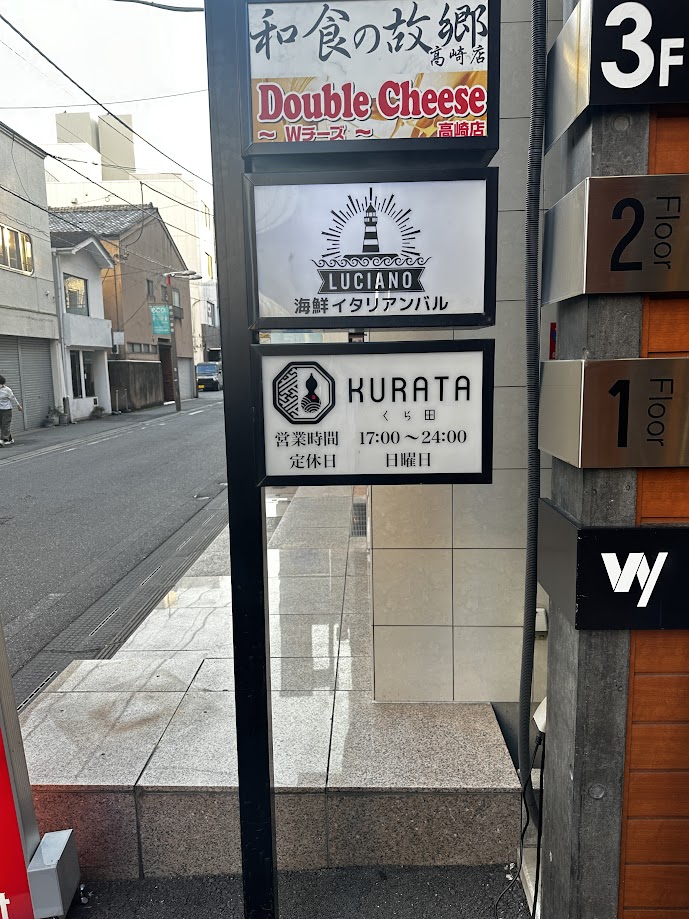 和食の故郷
高崎店
Double Cheese
～ Wチーズ ～ 高崎店
LUCIANO
海鮮イタリアンバル
KURATA
くら田
営業時間 17:00～24:00
定休日 日曜日
3F
2 Floor
1 Floor
W